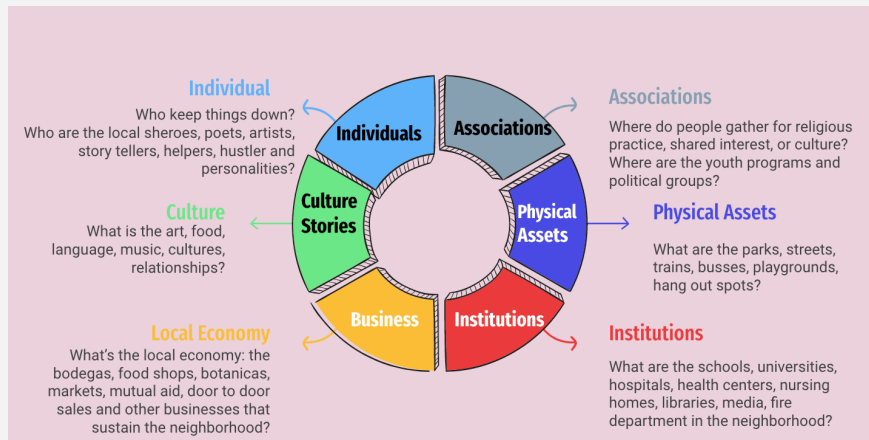 Individual
Who keep things down?
Who are the local sheroes, poets, artists,
story tellers, helpers, hustler and
personalities?
Culture
What is the art, food,
language, music, cultures,
relationships?
Local Economy
What's the local economy: the
bodegas, food shops, botanicas,
markets, mutual aid, door to door
sales and other businesses that
sustain the neighborhood?
Individuals
Associations
Culture
Stories
Physical
Assets
Business
Institutions
Associations
Where do people gather for religious
practice, shared interest, or culture?
Where are the youth programs and
political groups?
Physical Assets
What are the parks, streets,
trains, busses, playgrounds,
hang out spots?
Institutions
What are the schools, universities,
hospitals, health centers, nursing
homes, libraries, media, fire
department in the neighborhood?